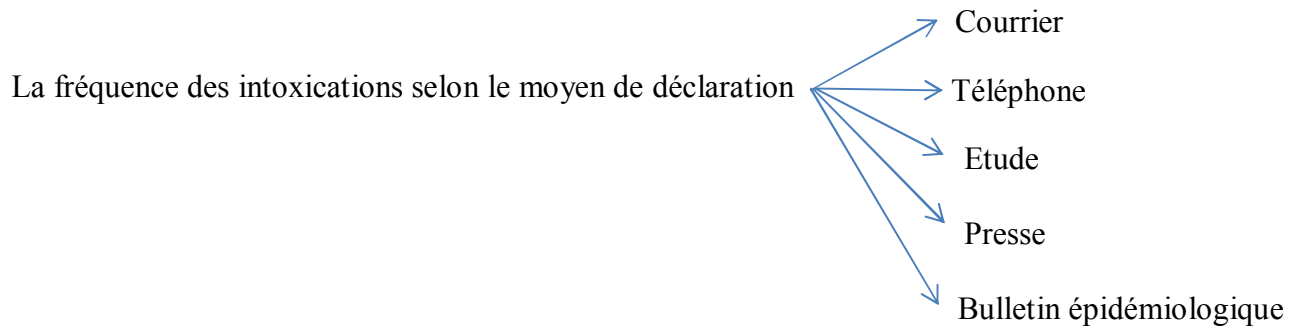 Courrier
La fréquence des intoxications selon le moyen de déclaration
Téléphone
Etude
Presse
Bulletin épidémiologique